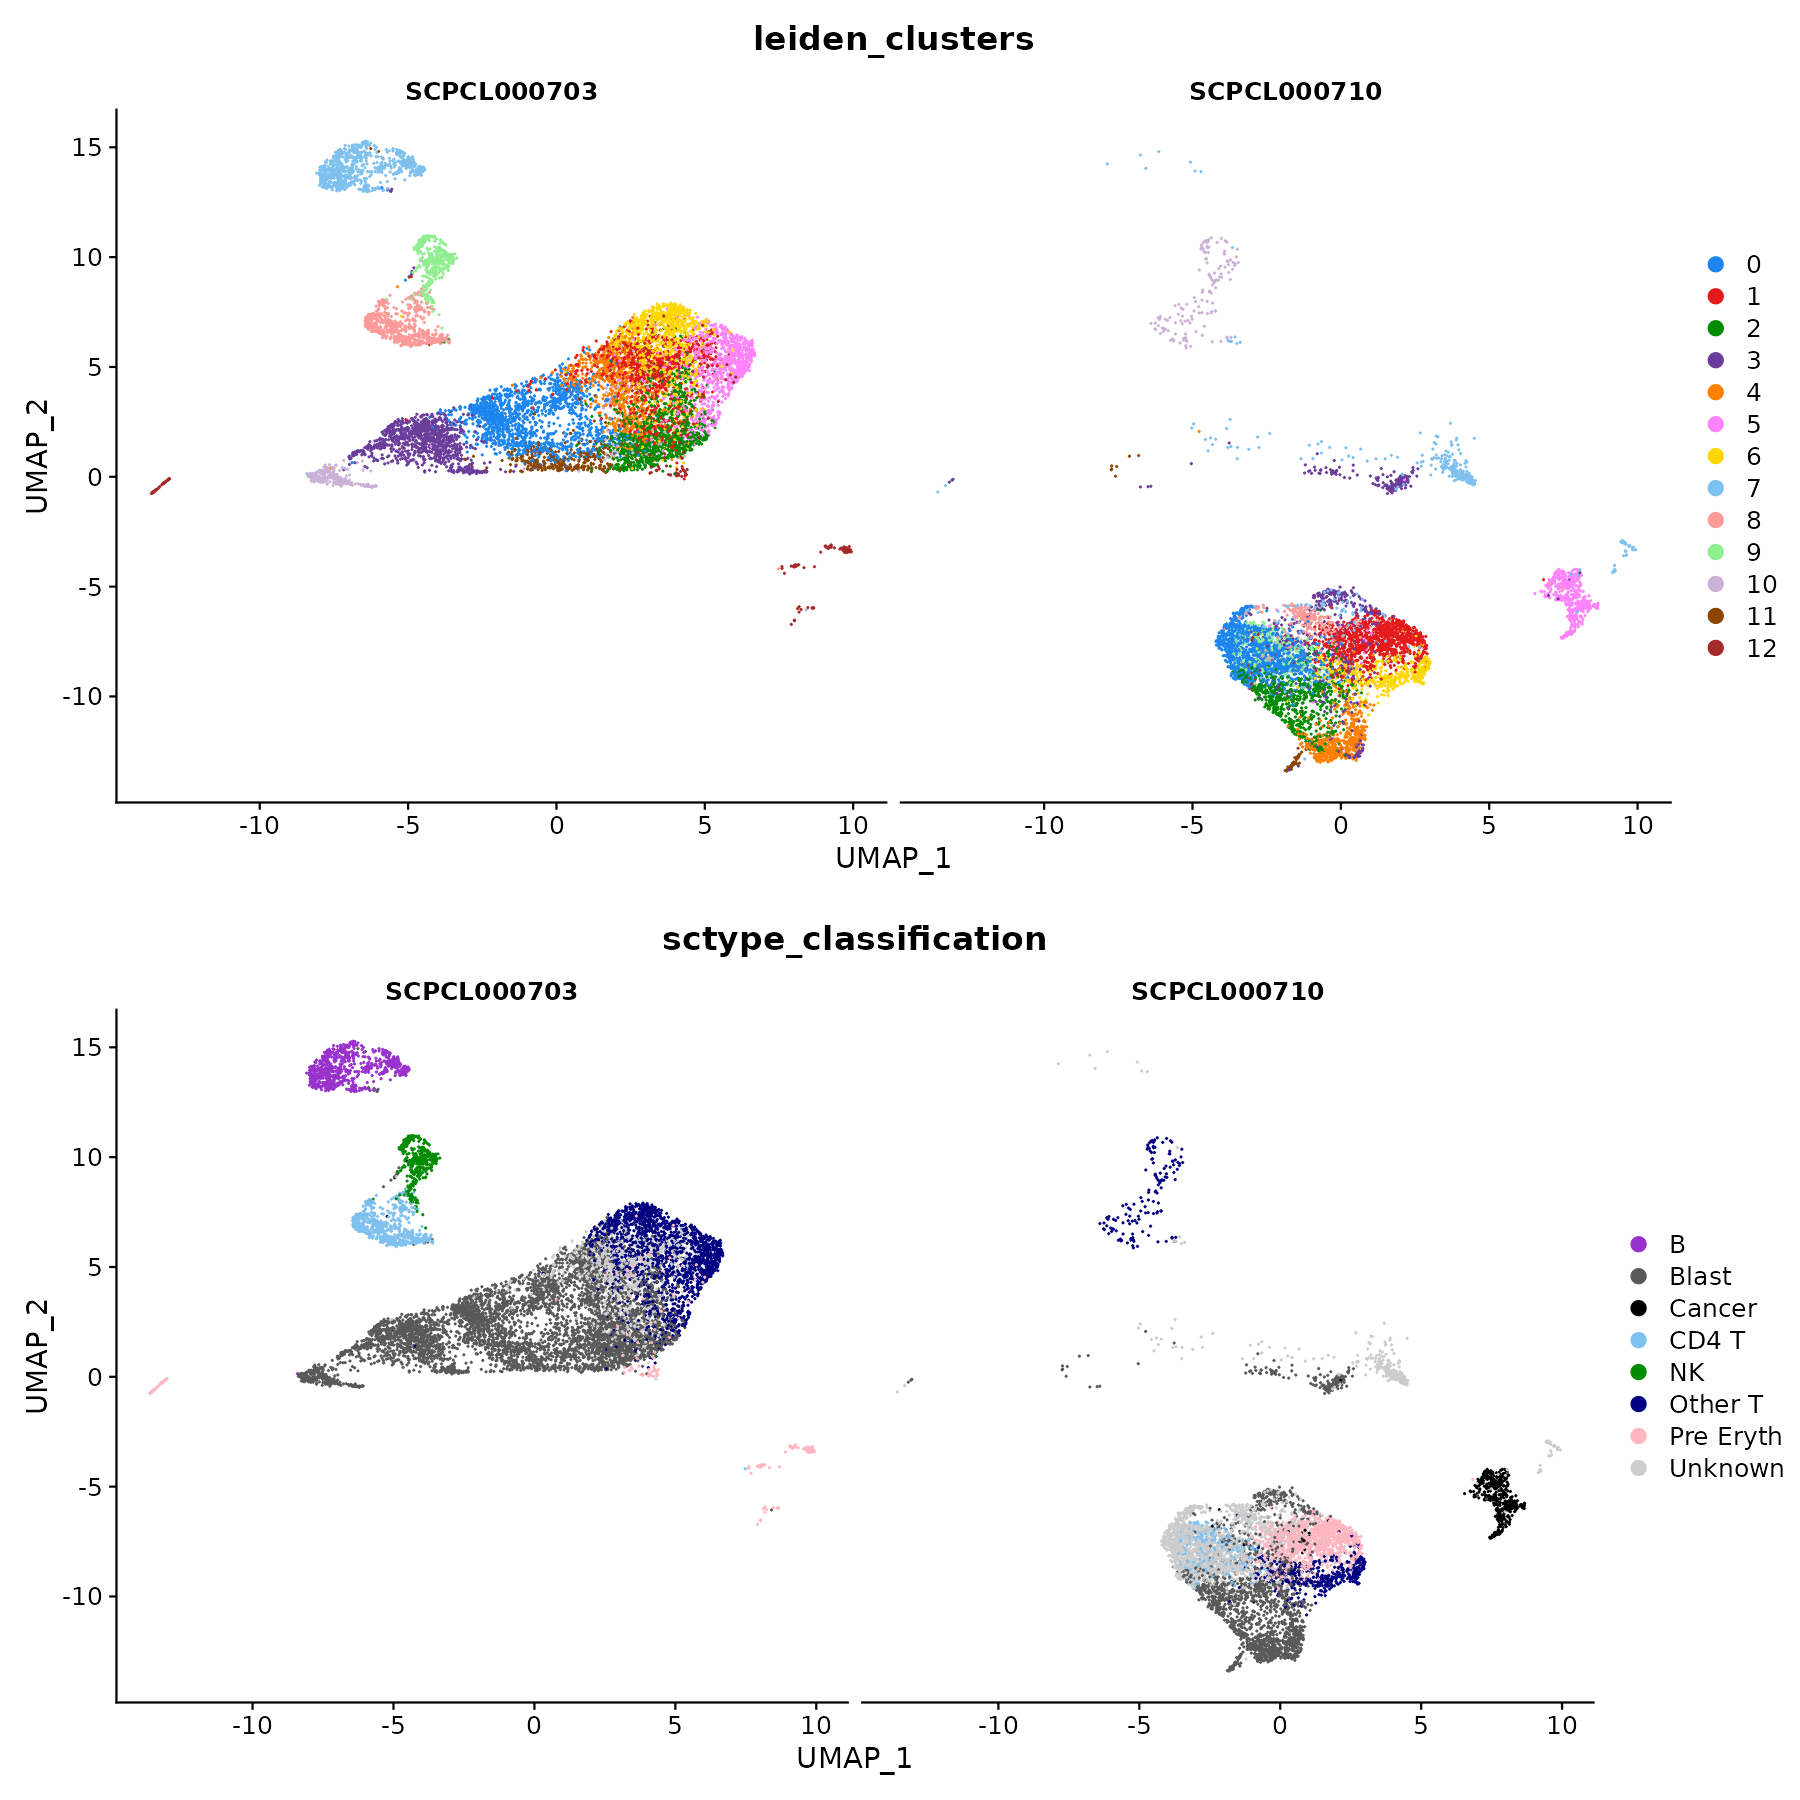 leiden_clusters
SCPCL000703 SCPCL000710
15
10
5
0
-5
-10
UMAP_2
-10 -5 0 5 10 -10 -5 0 5 10
UMAP_1
0
1
2
3
4
5
6
7
8
9
10
11
12
sctype_classification
SCPCL000703 SCPCL000710
15
10
5
0
-5
-10
UMAP_2
-10 -5 0 5 10 -10 -5 0 5 10
UMAP_1
B
Blast
Cancer
CD4 T
NK
Other T
Pre Eryth
Unknown